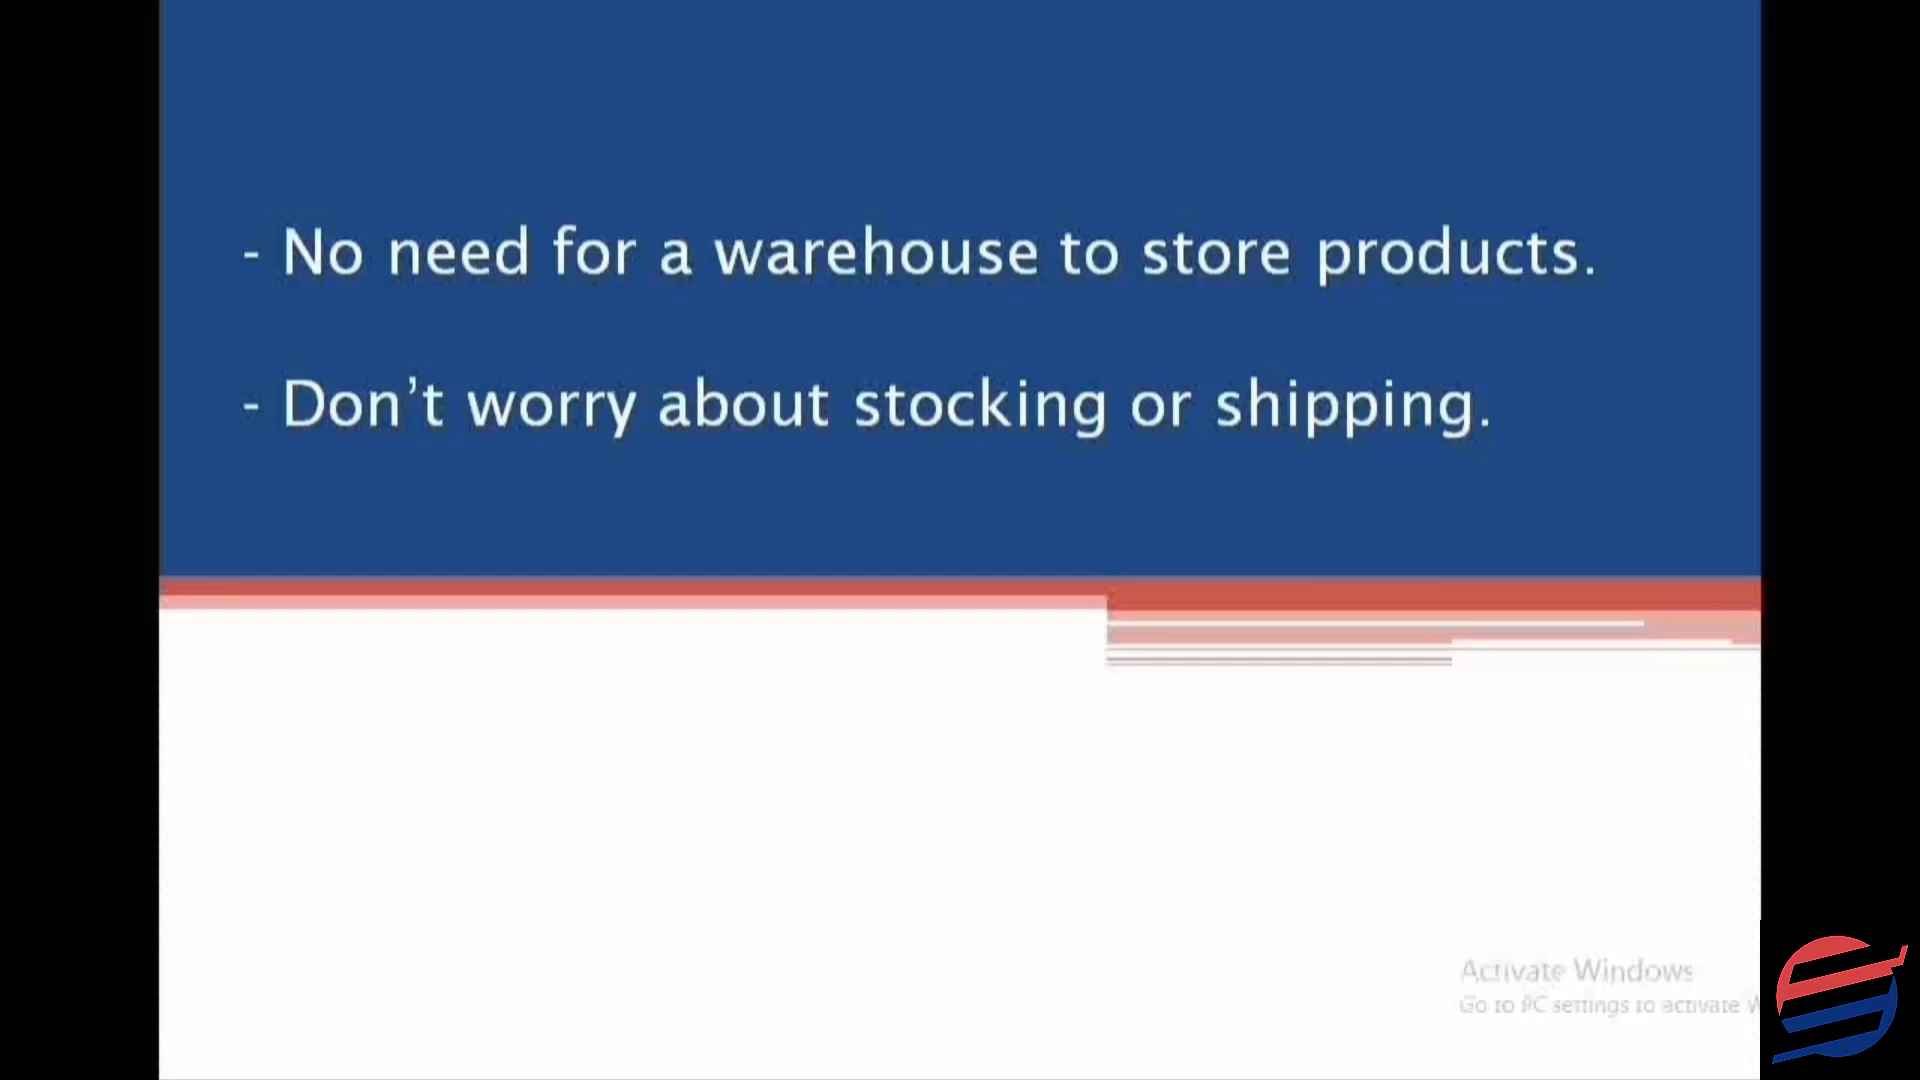 - No need for a warehouse to store products.
- Don’t worry about stocking or shipping.
Activate Windows
Go to PC settings to activate